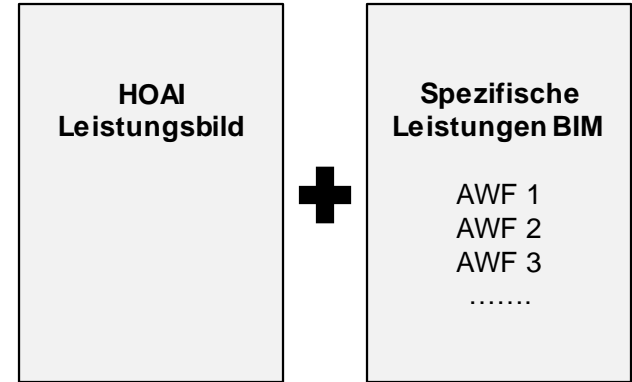 HOAI
Leistungsbild
Spezifische
Leistungen BIM
AWF 1
AWF 2
AWF 3
.......